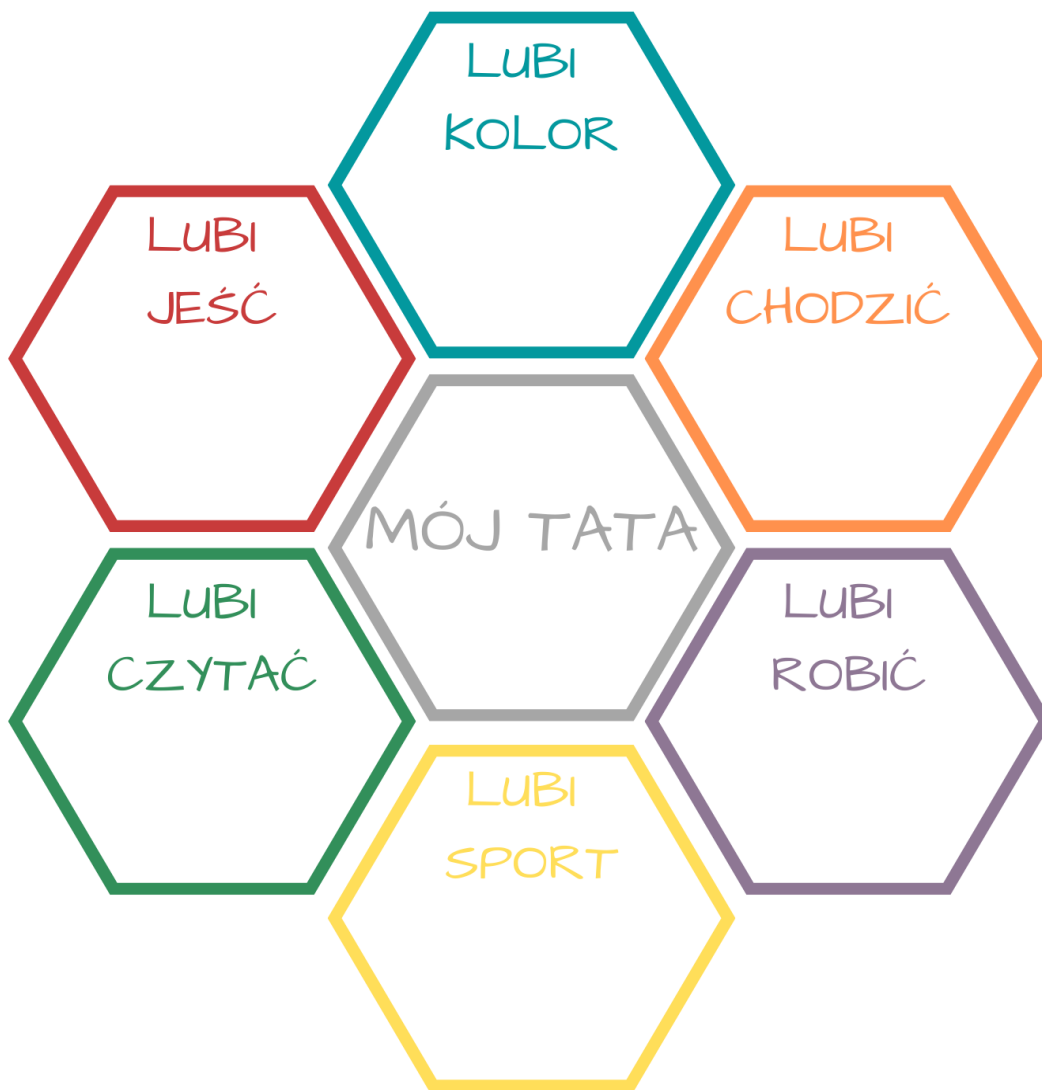 LUBI
KOLOR
LUBI
JEŚĆ
LUBI
CHODZIĆ
MÓJ TATA
LUBI
CZYTAĆ
LUBI
ROBIĆ
LUBI
SPORT